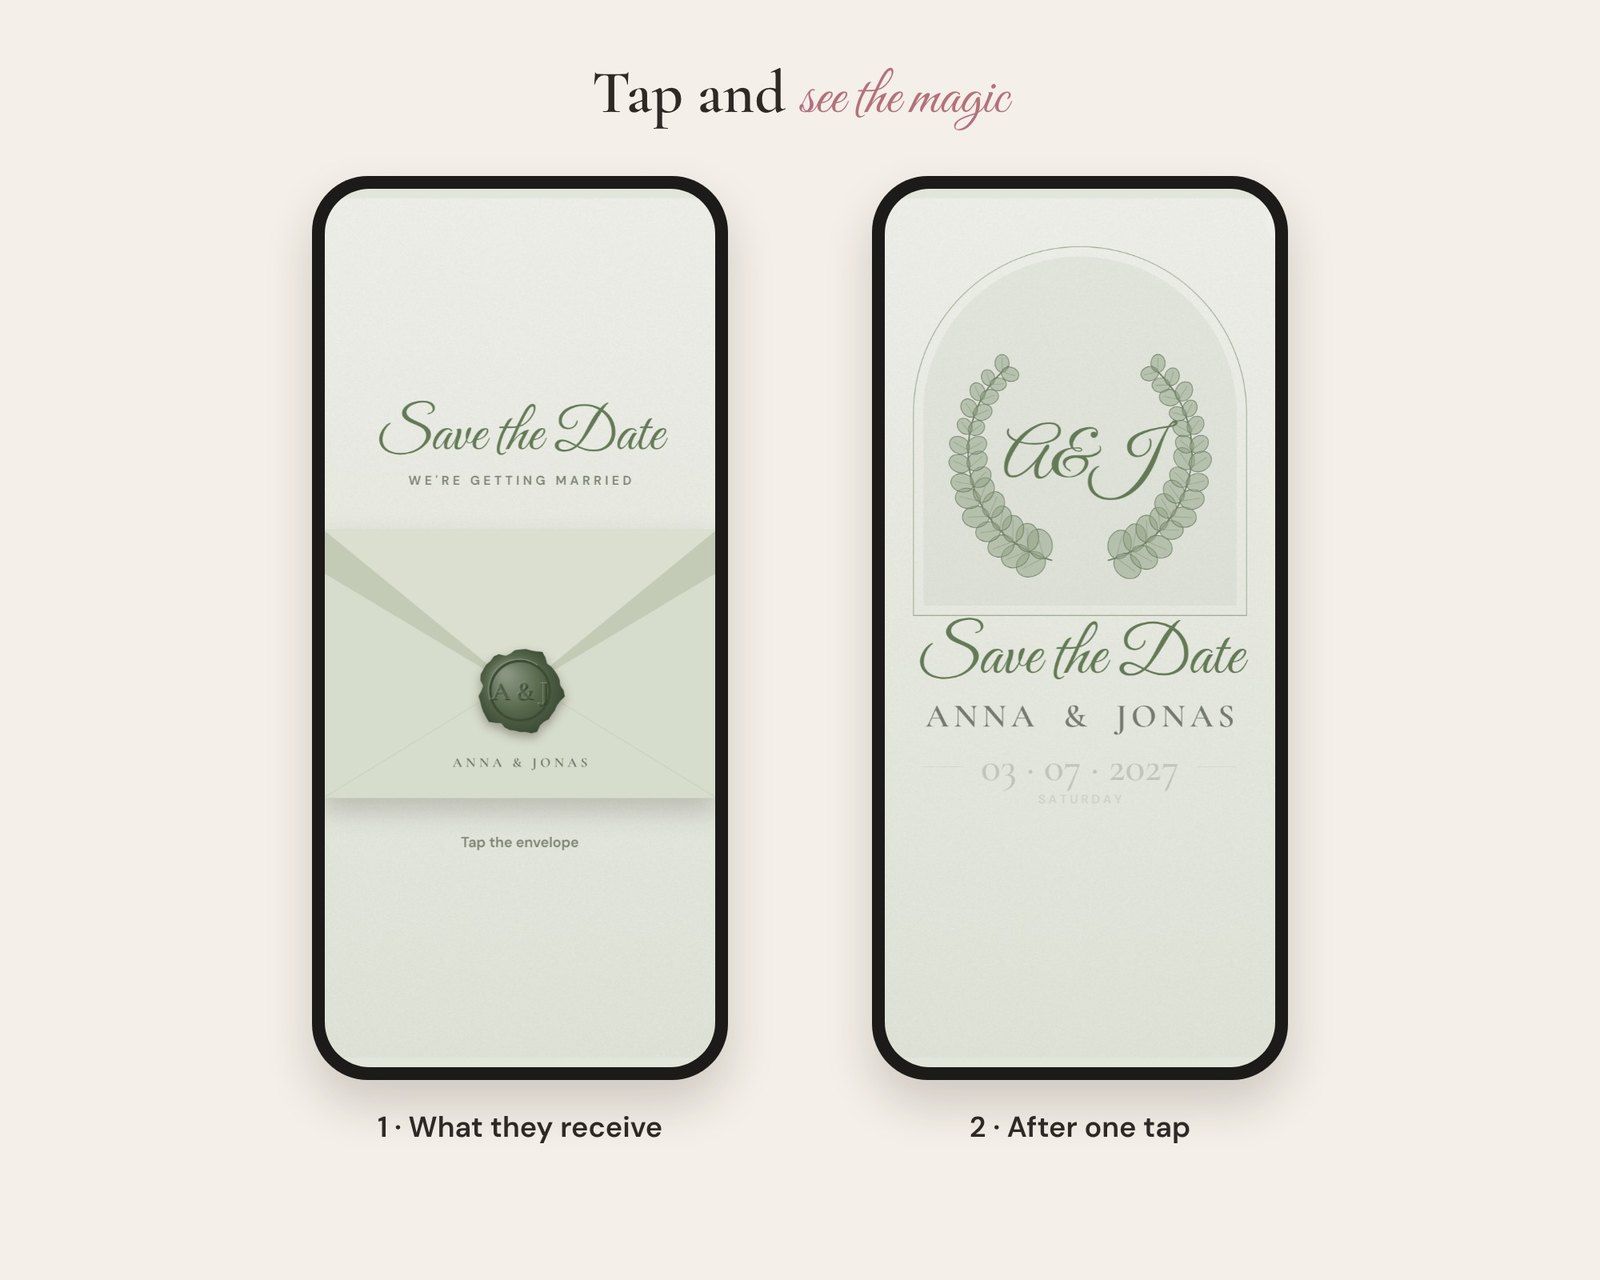 Tap and see the magic
Save the Date
WE'RE GETTING MARRIED
A & J
ANNA & JONAS
Tap the envelope
1 · What they receive
A& J
Save the Date
ANNA & JONAS
03 · 07 · 2027
SATURDAY
2 · After one tap